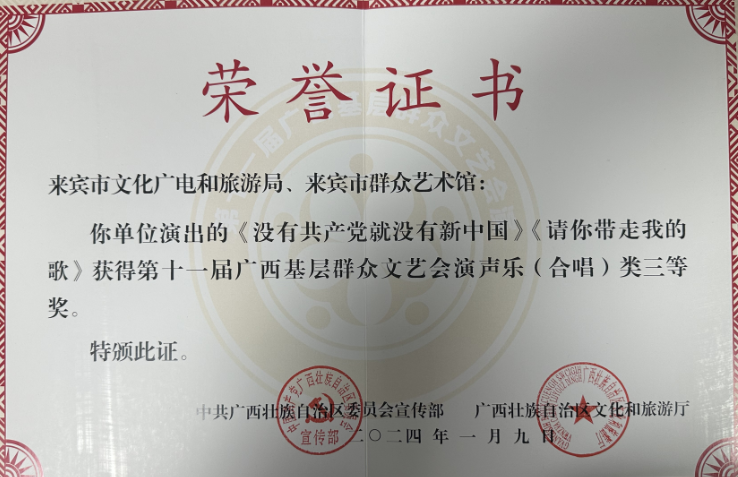 荣誉证书
来宾市文化广电和旅游局、来宾市群众艺术馆：
你单位演出的《没有共产党就没有新中国》《请你带走我的
歌》获得第十一届广西基层群众文艺会演声乐（合唱）类三等
奖。
特颁此证。
中共广西壮族自治区委员会宣传部 广西壮族自治区文化和旅游厅
二〇二四年一月九日
宣传部